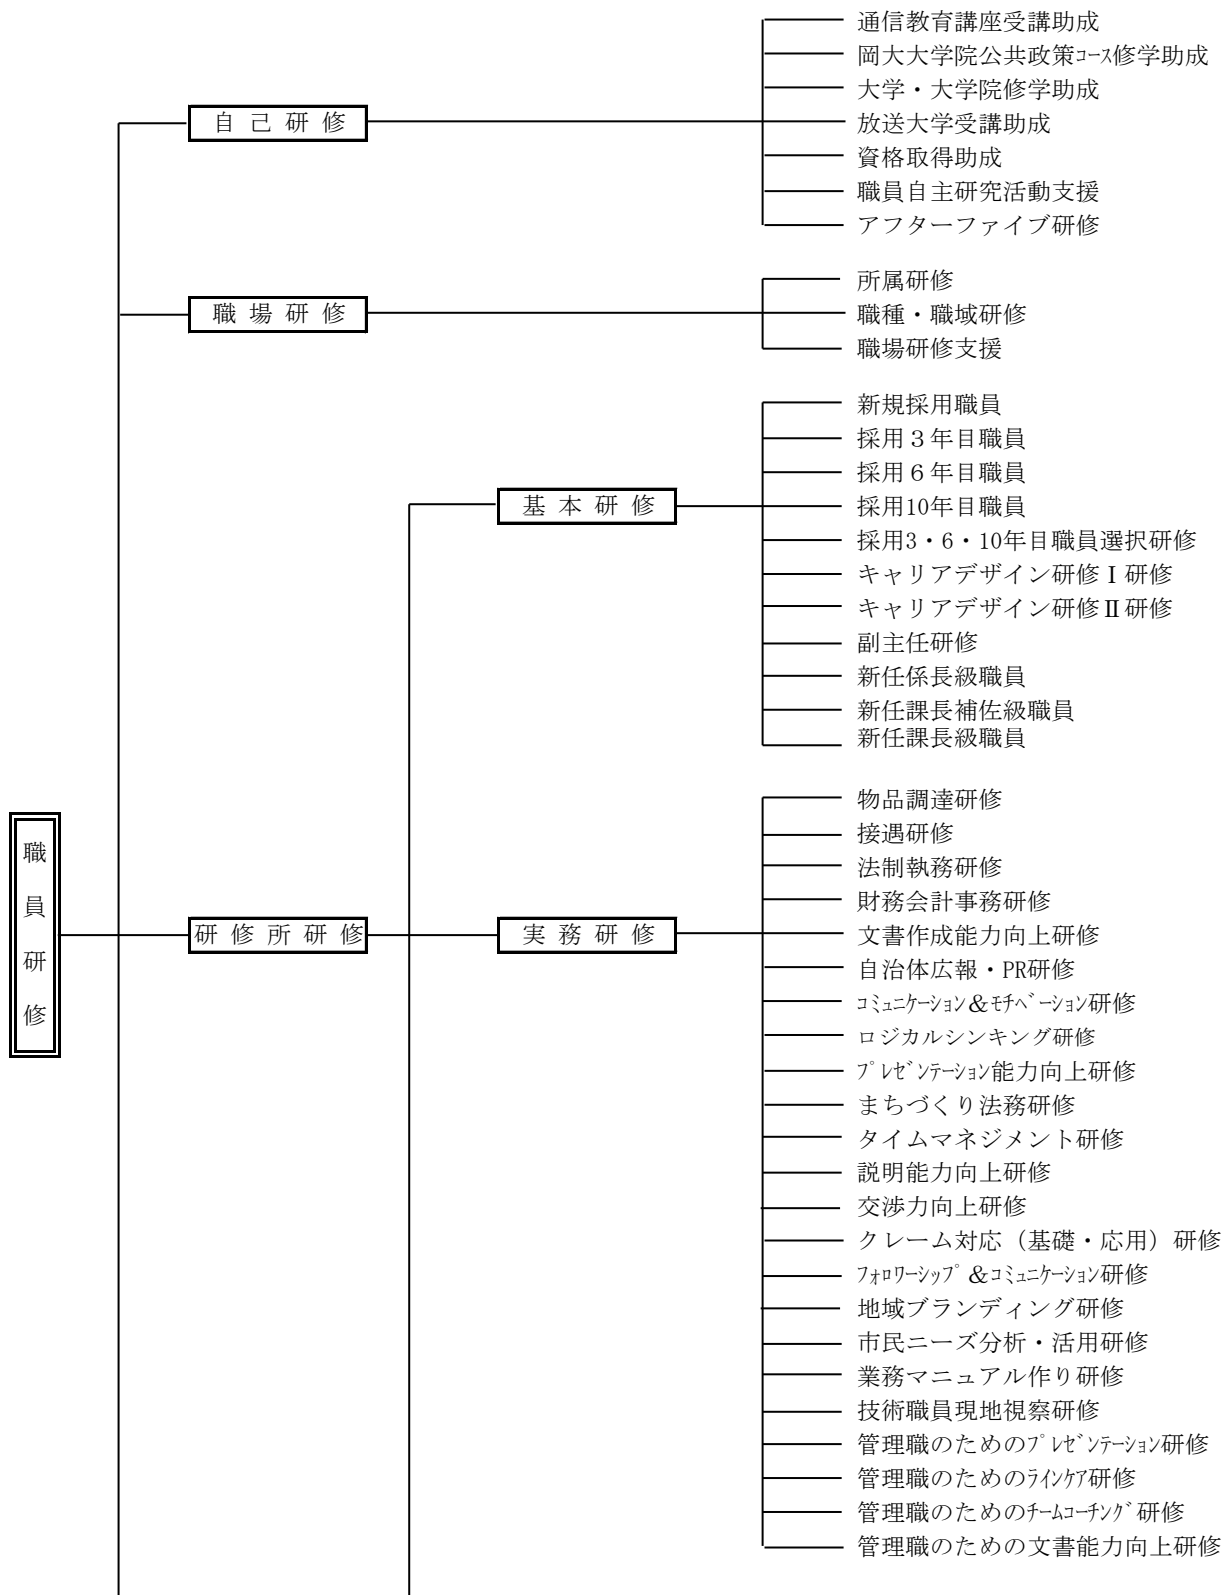 職員研修
自己研修
通信教育講座受講助成
岡大大学院公共政策ｺｰｽ修学助成
大学・大学院修学助成
放送大学受講助成
資格取得助成
職員自主研究活動支援
アフターファイブ研修
職場研修
所属研修
職種・職域研修
職場研修支援
研修所研修
基本研修
新規採用職員
採用３年目職員
採用６年目職員
採用10年目職員
採用3・6・10年目職員選択研修
キャリアデザイン研修Ⅰ研修
キャリアデザイン研修Ⅱ研修
副主任研修
新任係長級職員
新任課長補佐級職員
新任課長級職員
実務研修
物品調達研修
接遇研修
法制執務研修
財務会計事務研修
文書作成能力向上研修
自治体広報・PR研修
ｺﾐｭﾆｹｰｼｮﾝ＆ﾓﾁﾍﾞｰｼｮﾝ研修
ロジカルシンキング研修
ﾌﾟﾚｾﾞﾝﾃｰｼｮﾝ能力向上研修
まちづくり法務研修
タイムマネジメント研修
説明能力向上研修
交渉力向上研修
クレーム対応（基礎・応用）研修
ﾌｫﾛﾜｰｼｯﾌﾟ＆ｺﾐｭﾆｹｰｼｮﾝ研修
地域ブランディング研修
市民ニーズ分析・活用研修
業務マニュアル作り研修
技術職員現地視察研修
管理職のためのﾌﾟﾚｾﾞﾝﾃｰｼｮﾝ研修
管理職のためのﾗｲﾝｹｱ研修
管理職のためのﾁｰﾑｺｰﾁﾝｸﾞ研修
管理職のための文書能力向上研修